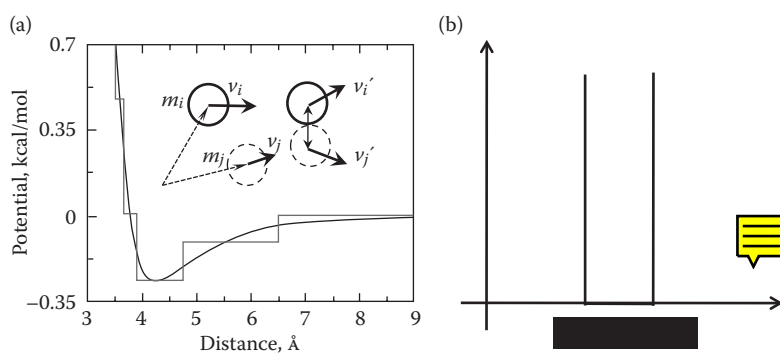 (a)
0.7
0.35
0
−0.35
Potential, kcal/mol
3 4 5 6 7 8 9
Distance, Å
m_i
v_i
m_j
v_j
v_i′
v_j′
(b)